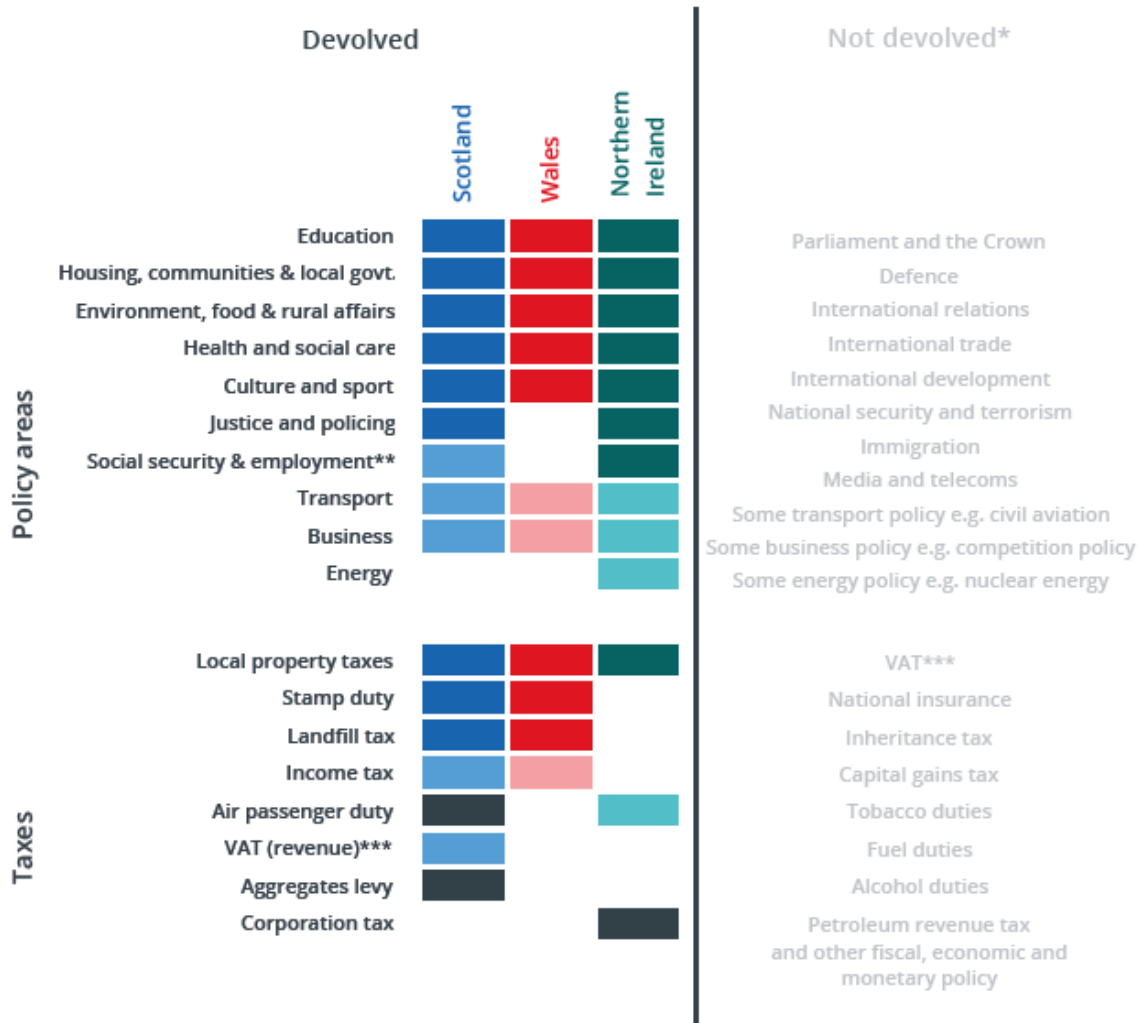 Devolved
Not devolved*
Scotland
Wales
Northern
Ireland
Policy areas
Education
Housing, communities & local govt.
Environment, food & rural affairs
Health and social care
Culture and sport
Justice and policing
Social security & employment**
Transport
Business
Energy
Parliament and the Crown
Defence
International relations
International trade
International development
National security and terrorism
Immigration
Media and telecoms
Some transport policy e.g. civil aviation
Some business policy e.g. competition policy
Some energy policy e.g. nuclear energy
Taxes
Local property taxes
Stamp duty
Landfill tax
Income tax
Air passenger duty
VAT (revenue)***
Aggregates levy
Corporation tax
VAT***
National insurance
Inheritance tax
Capital gains tax
Tobacco duties
Fuel duties
Alcohol duties
Petroleum revenue tax
and other fiscal, economic and
monetary policy